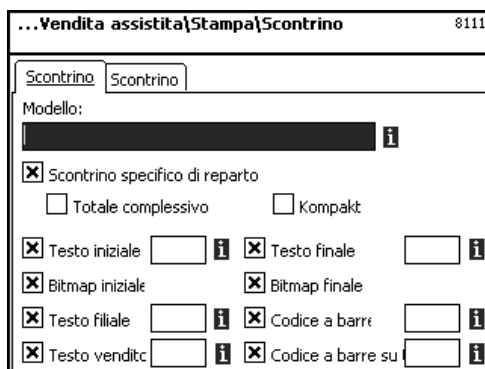 ...Vendita assistita\Stampa\Scontrino 8111
Scontrino Scontrino
Modello:
Scontrino specifico di reparto
Totale complessivo Kompakt
Testo iniziale Testo finale
Bitmap iniziale Bitmap finale
Testo filiale Codice a barre
Testo vendito Codice a barre su